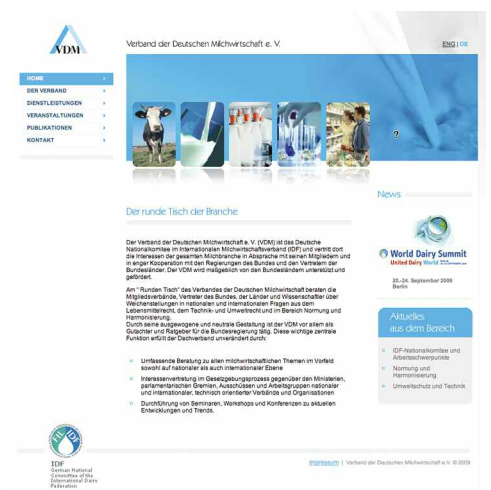 VDM
Verband der Deutschen Milchwirtschaft e. V.
ENG | DE
HOME
DER VERBAND
DIENSTLEISTUNGEN
VERANSTALTUNGEN
PUBLIKATIONEN
KONTAKT
?
News
Der runde Tisch der Branche
Der Verband der Deutschen Milchwirtschaft e. V. (VDM) ist das Deutsche
Nationalkomitee im Internationalen Milchwirtschaftsverband (IDF) und vertritt dort
die Interessen der gesamten Milchbranche in Absprache mit seinen Mitgliedern und
in enger Kooperation mit den Regierungen des Bundes und den Vertretern der
Bundesländer. Der VDM wird maßgeblich von den Bundesländern unterstützt und
gefördert.
Am " Runden Tisch" des Verbandes der Deutschen Milchwirtschaft beraten die
Mitgliedsverbände, Vertreter des Bundes, der Länder und Wissenschaftler über
Weichenstellungen in nationalen und internationalen Fragen aus dem
Lebensmittelrecht, dem Technik- und Umweltrecht und im Bereich Normung und
Harmonisierung.
Durch seine ausgewogene und neutrale Gestaltung ist der VDM vor allem als
Gutachter und Ratgeber für die Bundesregierung tätig. Diese wichtige zentrale
Funktion erfüllt der Dachverband unverändert durch:
Umfassende Beratung zu allen milchwirtschaftlichen Themen im Vorfeld
sowohl auf nationaler als auch internationaler Ebene
Interessenvertretung im Gesetzgebungsprozess gegenüber den Ministerien,
parlamentarischen Gremien, Ausschüssen und Arbeitsgruppen nationaler
und internationaler, technisch orientierter Verbände und Organisationen
Durchführung von Seminaren, Workshops und Konferenzen zu aktuellen
Entwicklungen und Trends.
World Dairy Summit
United Dairy World
20.-24. September 2009
Berlin
Aktuelles
aus dem Bereich
IDF-Nationalkomitee und
Arbeitsschwerpunkte
Normung und
Harmonisierung
Umweltschutz und Technik
FIL IDF
IDF
German National
Committee of the
International Dairy
Federation
Impressum | Verband der Deutschen Milchwirtschaft e.V. © 2009